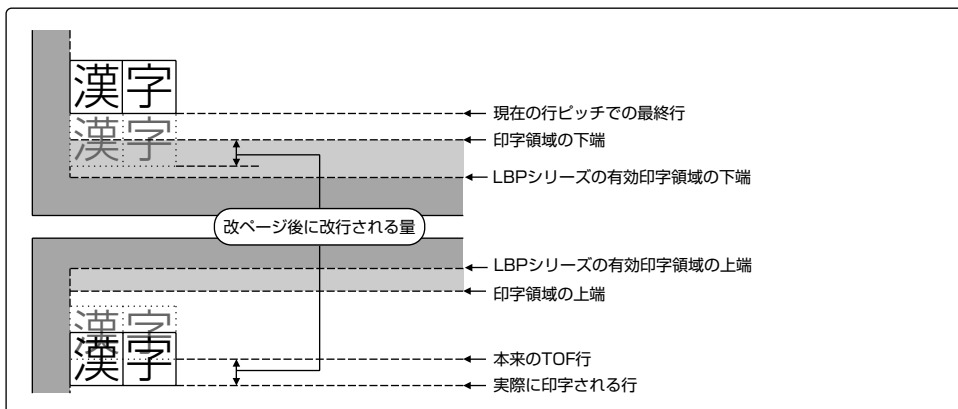 漢字
現在の行ピッチでの最終行
漢字
印字領域の下端
LBPシリーズの有効印字領域の下端
改ページ後に改行される量
LBPシリーズの有効印字領域の上端
印字領域の上端
漢字
漢字
本来のTOF行
実際に印字される行